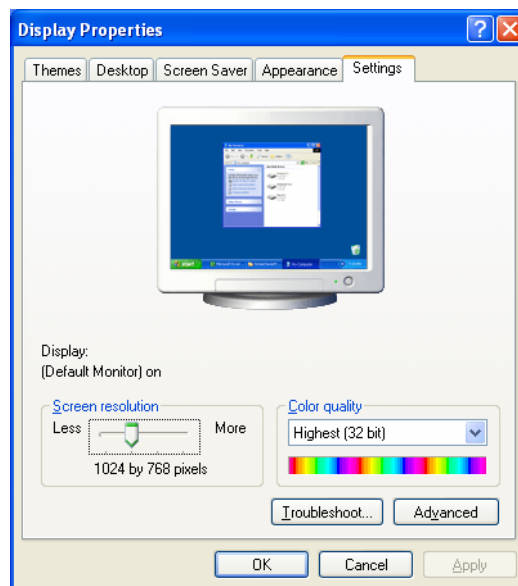 Display Properties
Themes Desktop Screen Saver Appearance Settings
start
Display:
(Default Monitor) on
Screen resolution
Less More
1024 by 768 pixels
Color quality
Highest (32 bit)
Troubleshoot... Advanced
OK Cancel Apply